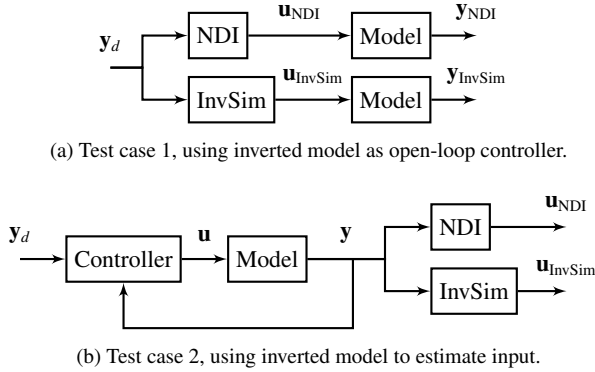 u_NDI y_NDI
y_d NDI Model
u_InvSim y_InvSim
InvSim Model
(a) Test case 1, using inverted model as open-loop controller.
u_NDI
y_d u y NDI
Controller Model u_InvSim
InvSim
(b) Test case 2, using inverted model to estimate input.